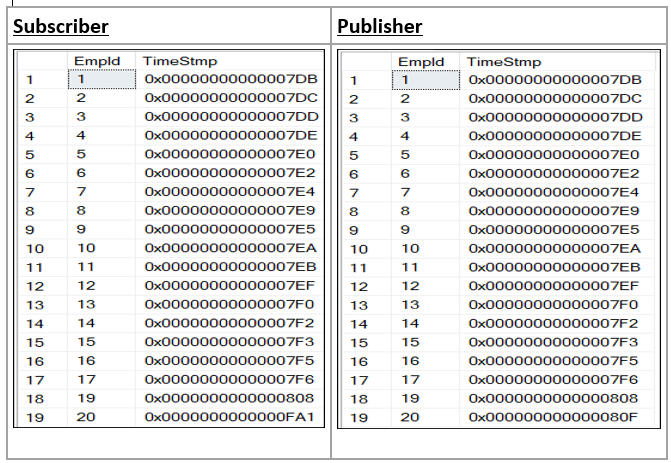 Subscriber
EmpId TimeStmp
1 1 0x00000000000007DB
2 2 0x00000000000007DC
3 3 0x00000000000007DD
4 4 0x00000000000007DE
5 5 0x00000000000007E0
6 6 0x00000000000007E2
7 7 0x00000000000007E4
8 8 0x00000000000007E9
9 9 0x00000000000007E5
10 10 0x00000000000007EA
11 11 0x00000000000007EB
12 12 0x00000000000007EF
13 13 0x00000000000007F0
14 14 0x00000000000007F2
15 15 0x00000000000007F3
16 16 0x00000000000007F5
17 17 0x00000000000007F6
18 19 0x0000000000000808
19 20 0x0000000000000FA1
Publisher
EmpId TimeStmp
1 1 0x00000000000007DB
2 2 0x00000000000007DC
3 3 0x00000000000007DD
4 4 0x00000000000007DE
5 5 0x00000000000007E0
6 6 0x00000000000007E2
7 7 0x00000000000007E4
8 8 0x00000000000007E9
9 9 0x00000000000007E5
10 10 0x00000000000007EA
11 11 0x00000000000007EB
12 12 0x00000000000007EF
13 13 0x00000000000007F0
14 14 0x00000000000007F2
15 15 0x00000000000007F3
16 16 0x00000000000007F5
17 17 0x00000000000007F6
18 19 0x0000000000000808
19 20 0x000000000000080F